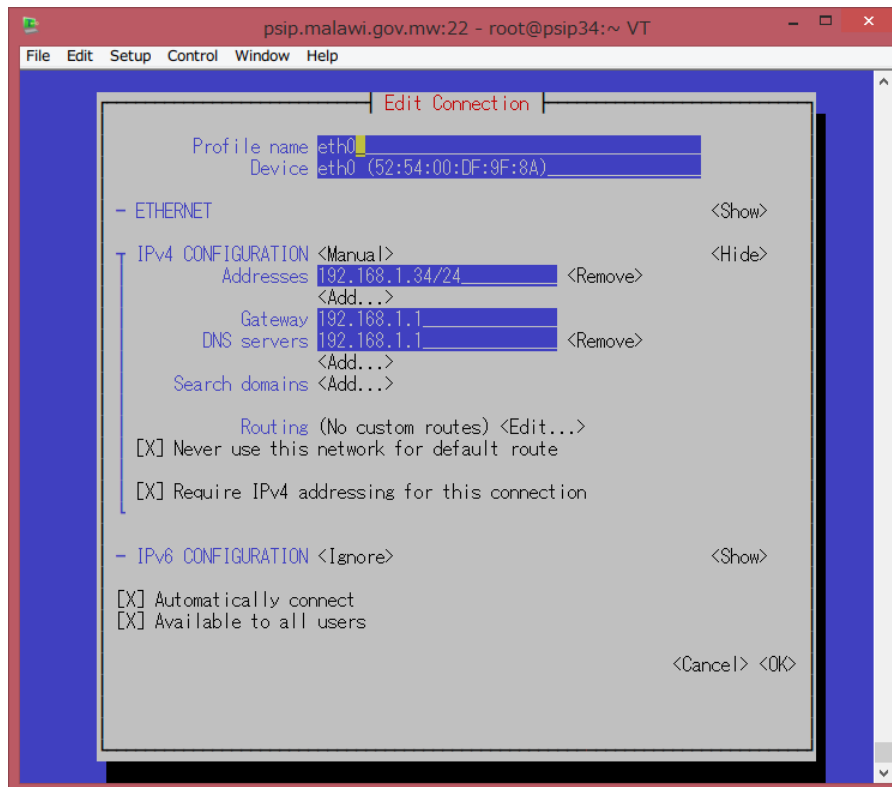 psip.malawi.gov.mw:22 - root@psip34:~ VT
File Edit Setup Control Window Help
Edit Connection
Profile name eth0
Device eth0 (52:54:00:DF:9F:8A)
- ETHERNET <Show>
IPv4 CONFIGURATION <Manual> <Hide>
Addresses 192.168.1.34/24 <Remove>
<Add...>
Gateway 192.168.1.1
DNS servers 192.168.1.1 <Remove>
<Add...>
Search domains <Add...>
Routing (No custom routes) <Edit...>
[X] Never use this network for default route
[X] Require IPv4 addressing for this connection
- IPv6 CONFIGURATION <Ignore> <Show>
[X] Automatically connect
[X] Available to all users
<Cancel> <OK>